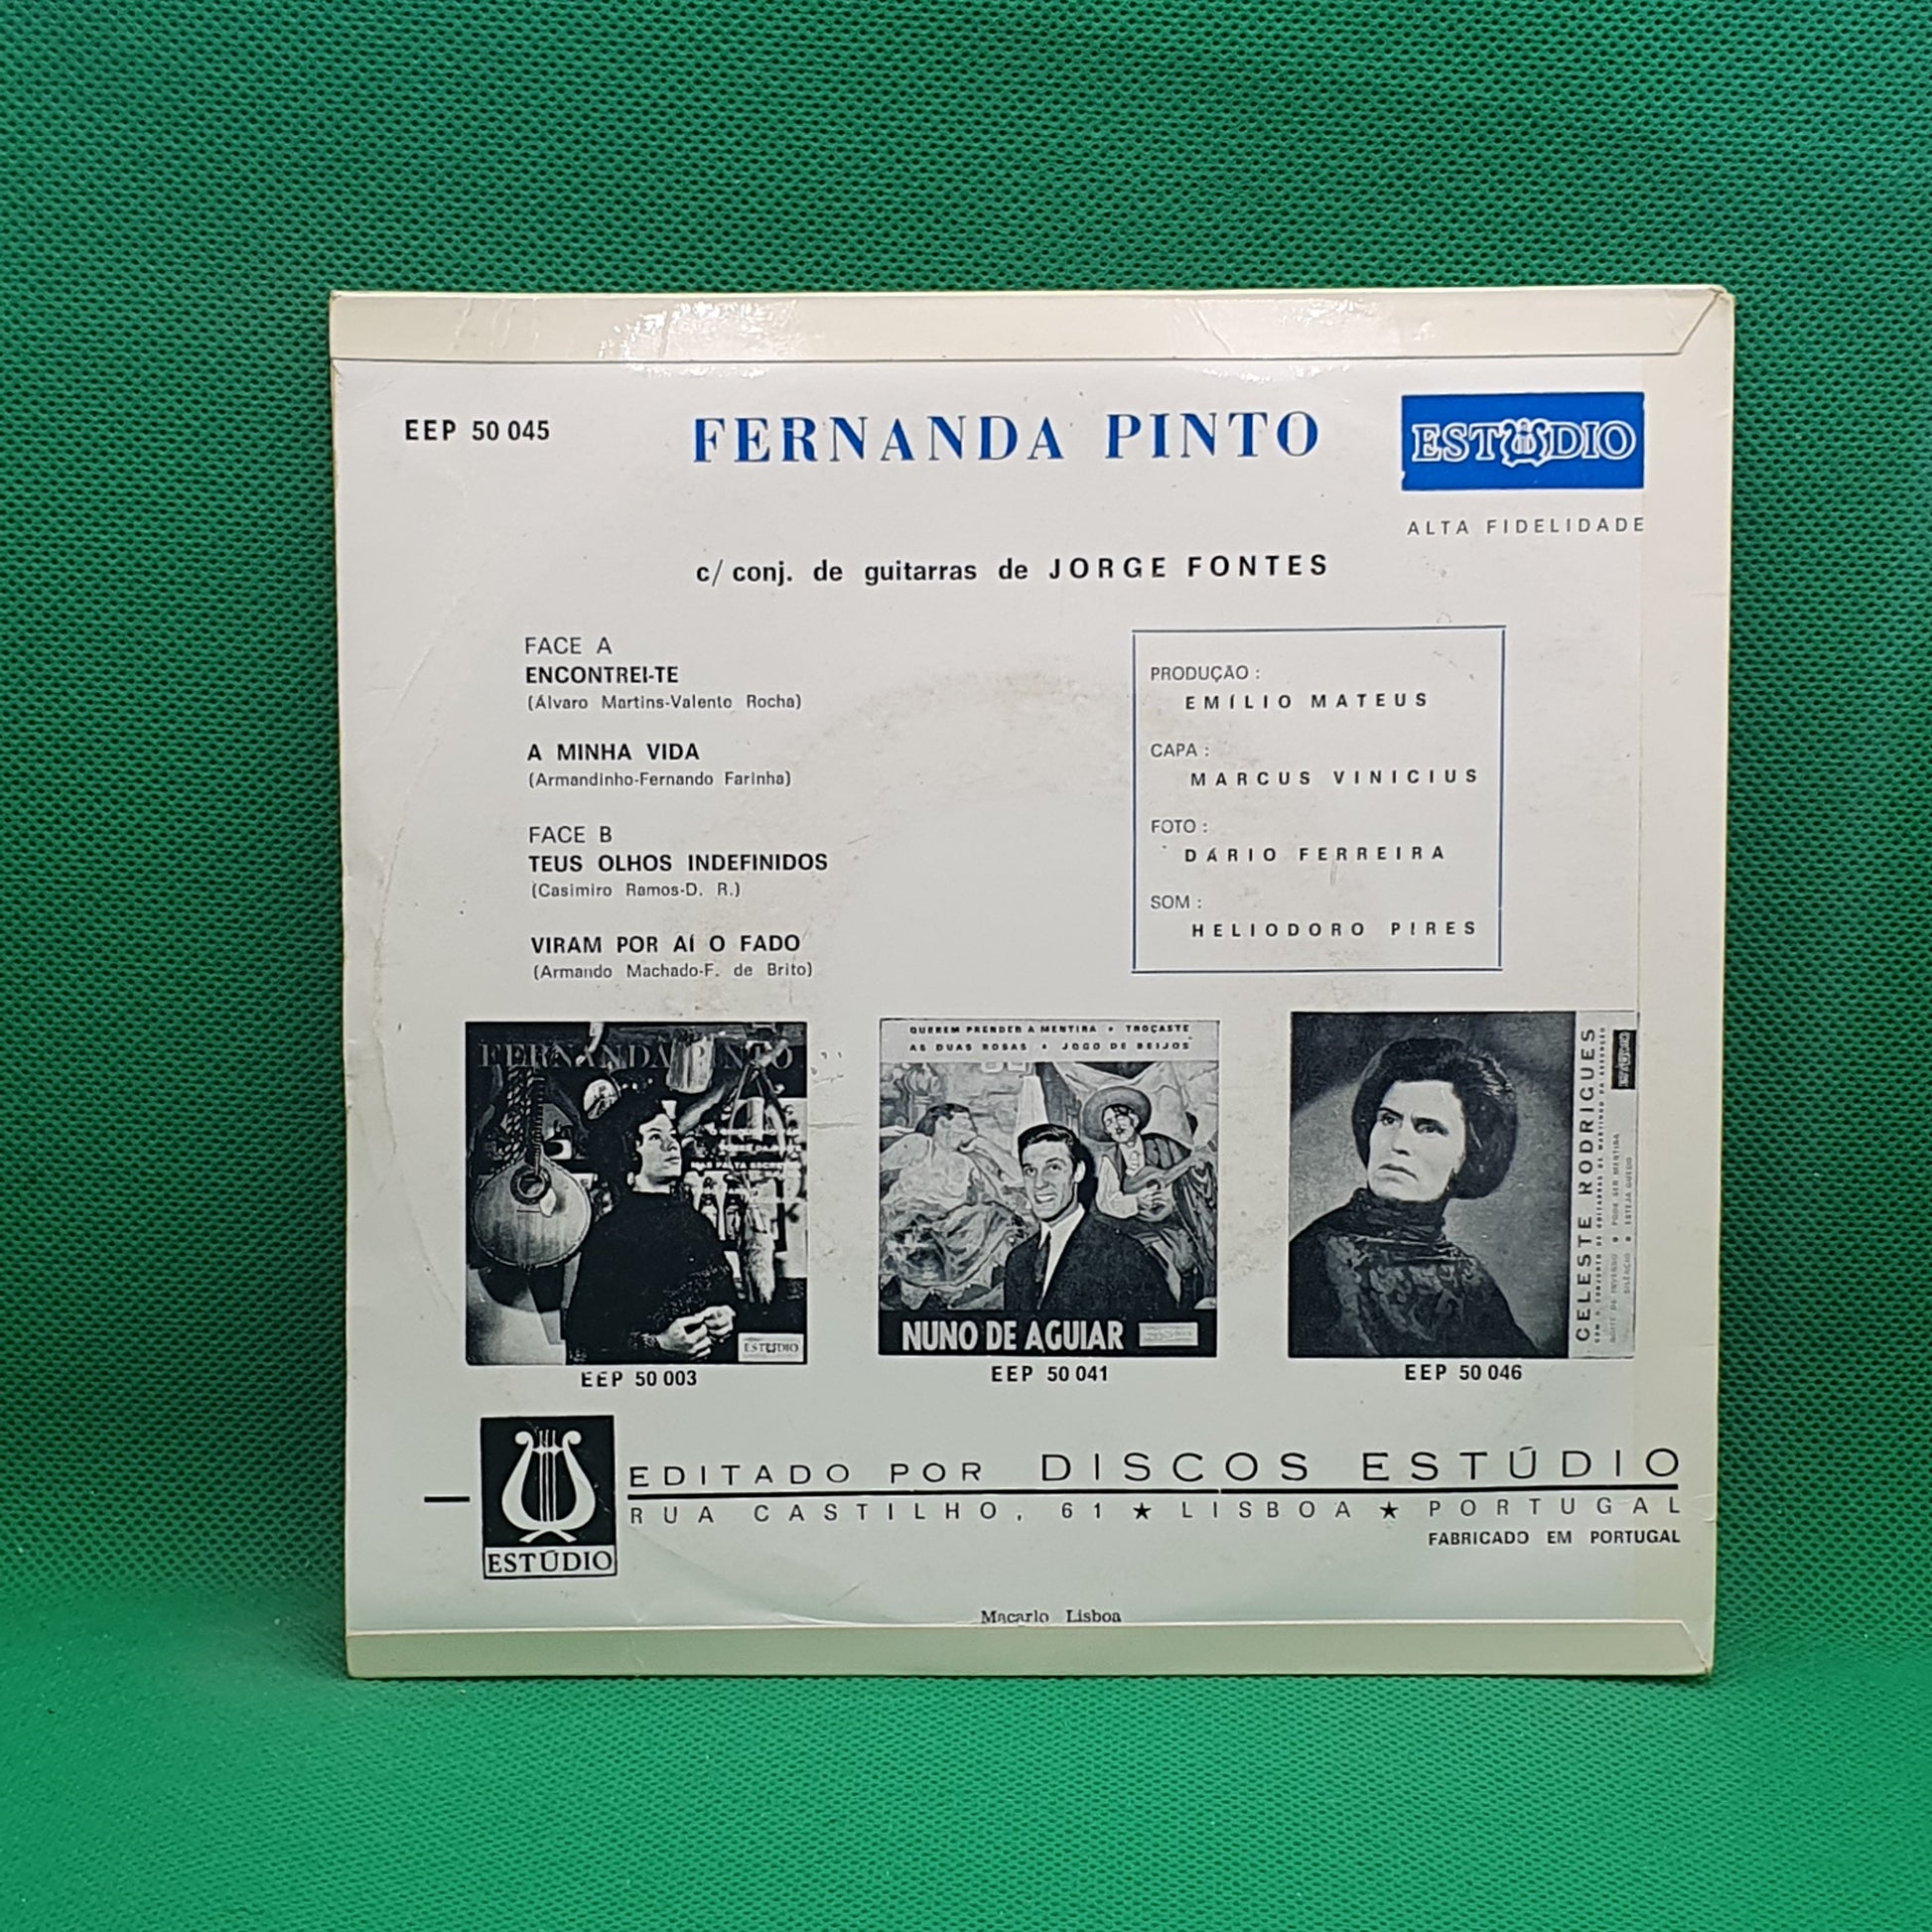 EEP 50 045
FERNANDA PINTO
ESTÚDIO
ALTA FIDELIDADE
c/ conj. de guitarras de JORGE FONTES
FACE A
ENCONTREI-TE
(Álvaro Martins-Valente Rocha)
A MINHA VIDA
(Armandinho-Fernando Farinha)
FACE B
TEUS OLHOS INDEFINIDOS
(Casimiro Ramos-D. R.)
VIRAM POR AÍ O FADO
(Armando Machado-F. de Brito)
PRODUÇÃO :
EMÍLIO MATEUS
CAPA :
MARCUS VINICIUS
FOTO :
DÁRIO FERREIRA
SOM :
HELIODORO PIRES
FERNANDA PINTO
ESTÚDIO
EEP 50 003
QUEREM PRENDER A MENTIRA • TROÇASTE
AS DUAS ROSAS • JOGO DE BEIJOS
NUNO DE AGUIAR
EEP 50 041
CELESTE RODRIGUES
EEP 50 046
ESTÚDIO
EDITADO POR DISCOS ESTÚDIO
RUA CASTILHO, 61 ★ LISBOA ★ PORTUGAL
FABRICADO EM PORTUGAL
Macarlo Lisboa